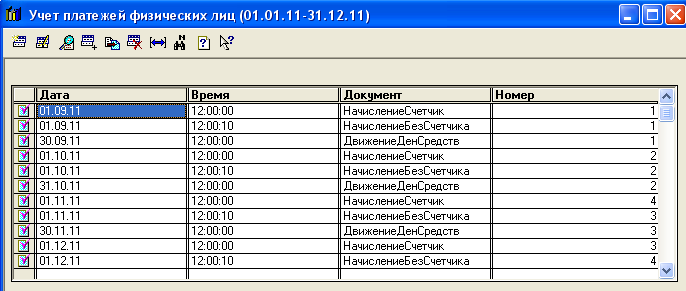 Учет платежей физических лиц (01.01.11-31.12.11)
Дата Время Документ Номер
01.09.11 12:00:00 НачислениеСчетчик 1
01.09.11 12:00:10 НачислениеБезСчетчика 1
30.09.11 12:00:00 ДвижениеДенСредств 1
01.10.11 12:00:00 НачислениеСчетчик 2
01.10.11 12:00:10 НачислениеБезСчетчика 2
31.10.11 12:00:00 ДвижениеДенСредств 2
01.11.11 12:00:00 НачислениеСчетчик 4
01.11.11 12:00:10 НачислениеБезСчетчика 3
30.11.11 12:00:00 ДвижениеДенСредств 3
01.12.11 12:00:00 НачислениеСчетчик 3
01.12.11 12:00:10 НачислениеБезСчетчика 4